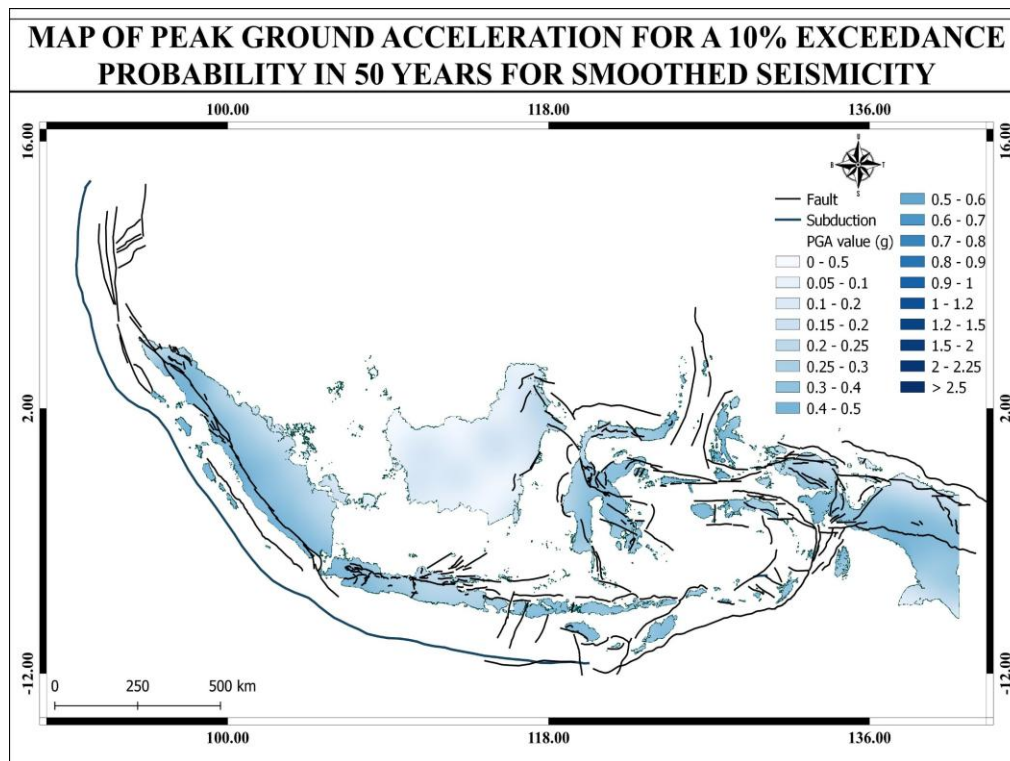 MAP OF PEAK GROUND ACCELERATION FOR A 10% EXCEEDANCE
PROBABILITY IN 50 YEARS FOR SMOOTHED SEISMICITY
100.00 118.00 136.00
16.00 16.00
U
B T
S
Fault
Subduction
PGA value (g)
0 - 0.5
0.05 - 0.1
0.1 - 0.2
0.15 - 0.2
0.2 - 0.25
0.25 - 0.3
0.3 - 0.4
0.4 - 0.5
0.5 - 0.6
0.6 - 0.7
0.7 - 0.8
0.8 - 0.9
0.9 - 1
1 - 1.2
1.2 - 1.5
1.5 - 2
2 - 2.25
> 2.5
2.00 2.00
-12.00 -12.00
0 250 500 km
100.00 118.00 136.00